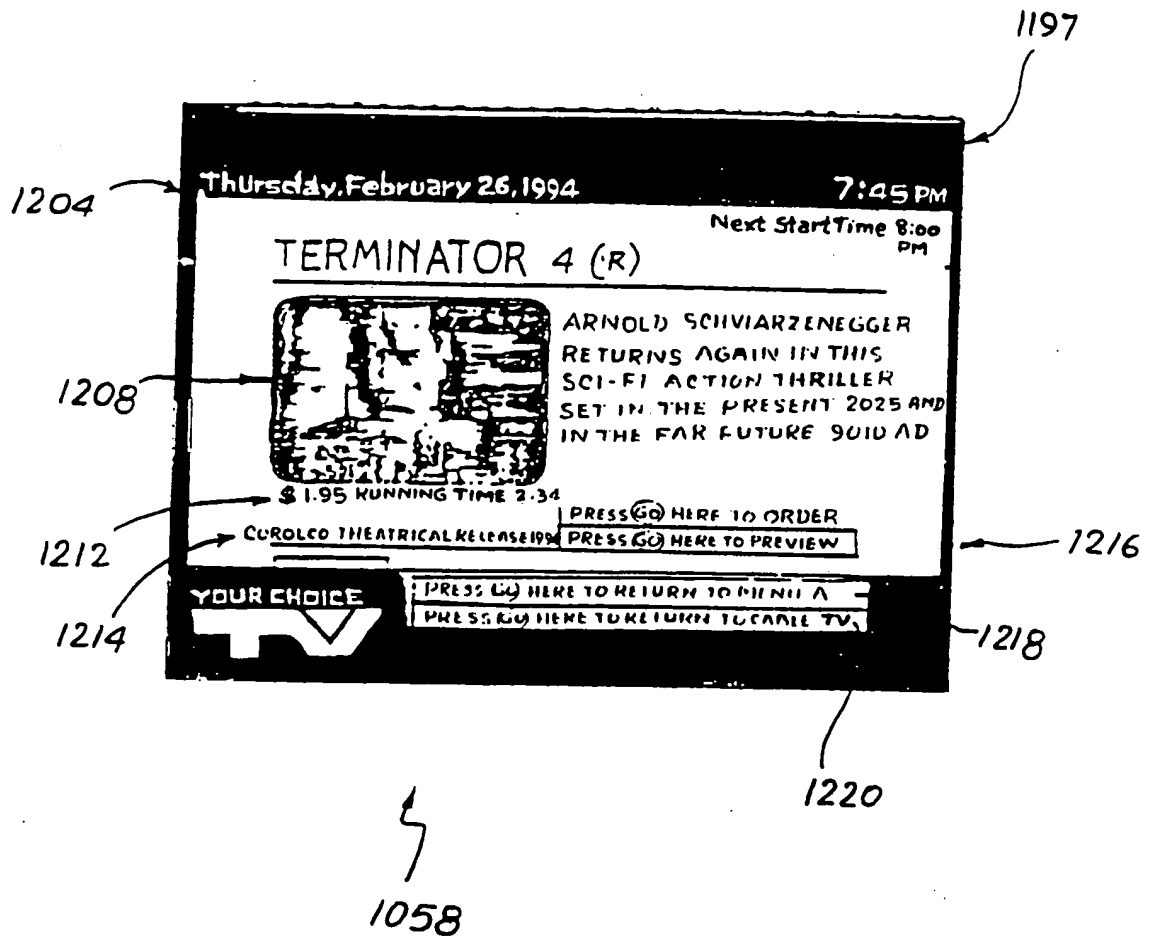 1197
Thursday, February 26, 1994 7:45 PM
1204
Next Start Time 8:00
PM
TERMINATOR 4 (R)
ARNOLD SCHVIARZENEGGER
RETURNS AGAIN IN THIS
SCI-FI ACTION THRILLER
SET IN THE PRESENT 2025 AND
IN THE FAR FUTURE 9010 AD
1208
$ 1.95 RUNNING TIME 2.34
1212
PRESS GO HERE TO ORDER
COROLCO THEATRICAL RELEASE 1994
PRESS GO HERE TO PREVIEW
1216
1214
YOUR CHOICE
TV
PRESS GO HERE TO RETURN TO MENU A
PRESS GO HERE TO RETURN TO CABLE TV
1218
1220
1058